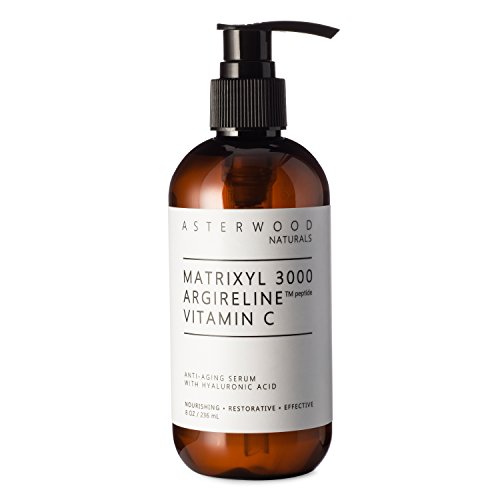 ASTERWOOD
NATURALS
MATRIXYL 3000
ARGIRELINE™ peptide
VITAMIN C
ANTI-AGING SERUM
WITH HYALURONIC ACID
NOURISHING • RESTORATIVE • EFFECTIVE
8 OZ / 236 mL